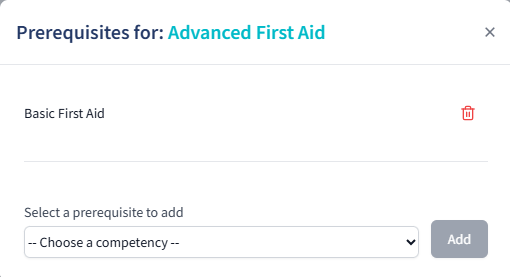 Prerequisites for: Advanced First Aid
Basic First Aid
Select a prerequisite to add
-- Choose a competency --
Add